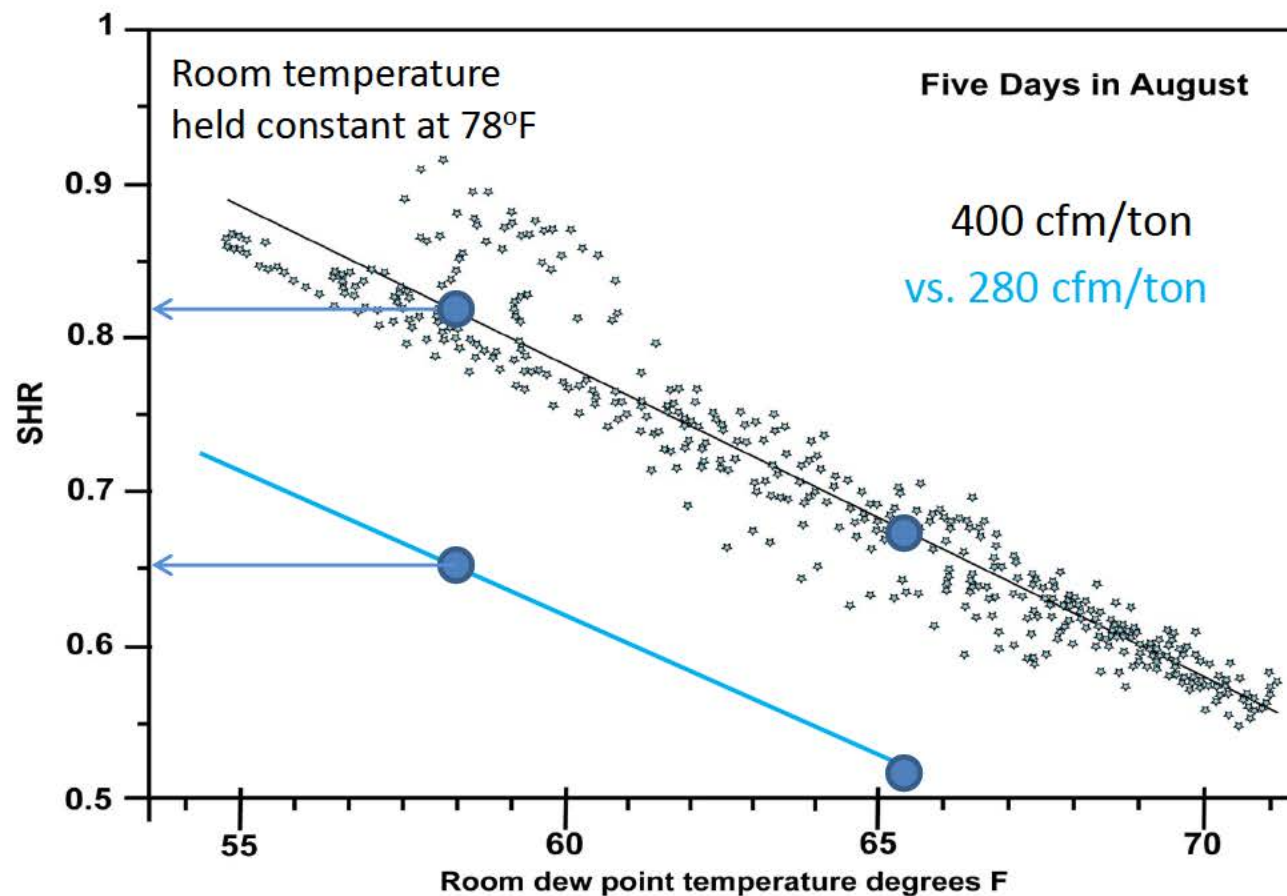 1
Room temperature
held constant at 78ºF
Five Days in August
0.9
400 cfm/ton
vs. 280 cfm/ton
0.8
SHR
0.7
0.6
0.5
55
60
65
70
Room dew point temperature degrees F